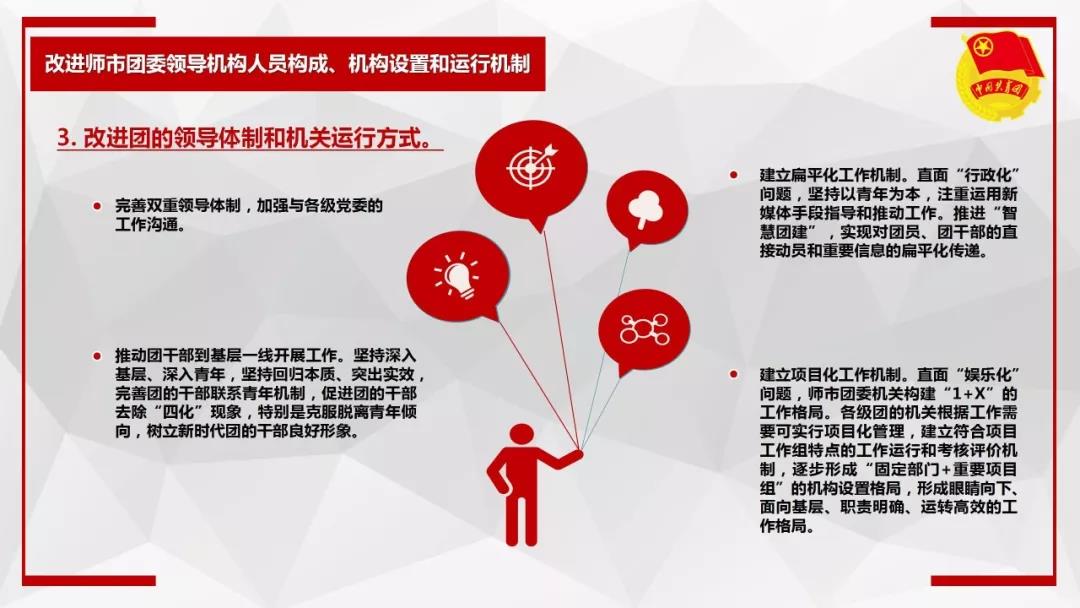 改进师市团委领导机构人员构成、机构设置和运行机制
中国共青团
3. 改进团的领导体制和机关运行方式。
完善双重领导体制，加强与各级党委的
工作沟通。
推动团干部到基层一线开展工作。坚持深入
基层、深入青年，坚持回归本质、突出实效，
完善团的干部联系青年机制，促进团的干部
去除“四化”现象，特别是克服脱离青年倾
向，树立新时代团的干部良好形象。
建立扁平化工作机制。直面“行政化”
问题，坚持以青年为本，注重运用新
媒体手段指导和推动工作。推进“智
慧团建”，实现对团员、团干部的直
接动员和重要信息的扁平化传递。
建立项目化工作机制。直面“娱乐化”
问题，师市团委机关构建“1+X”的
工作格局。各级团的机关根据工作需
要可实行项目化管理，建立符合项目
工作组特点的工作运行和考核评价机
制，逐步形成“固定部门+重要项目
组”的机构设置格局，形成眼睛向下、
面向基层、职责明确、运转高效的工
作格局。